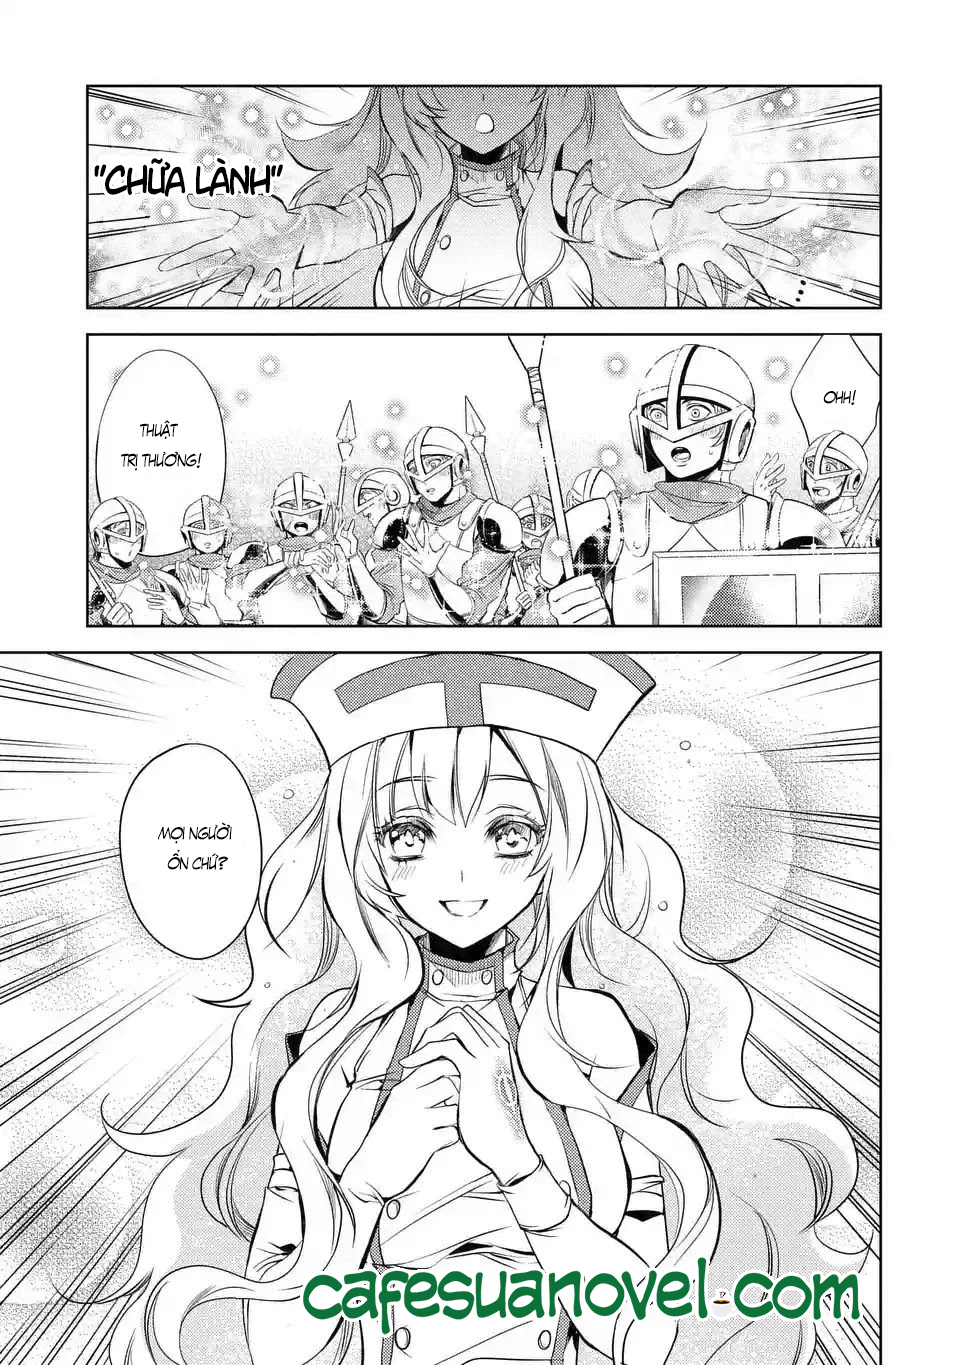 "CHỮA LÀNH"
OHH!
THUẬT
TRỊ THƯƠNG!
MỌI NGƯỜI
ỔN CHỨ?
cafesuanovel.com